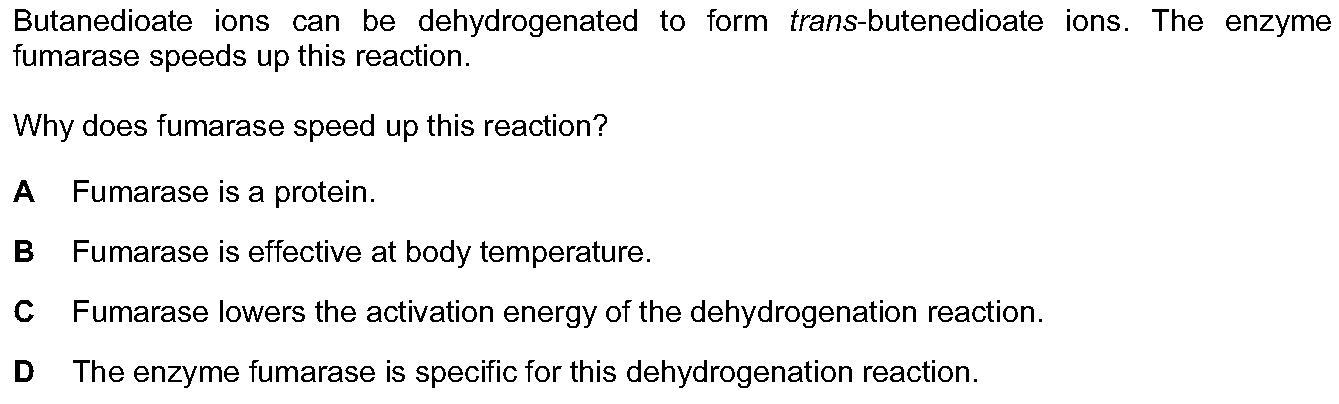 Butanedioate ions can be dehydrogenated to form trans-butenedioate ions. The enzyme
fumarase speeds up this reaction.
Why does fumarase speed up this reaction?
A Fumarase is a protein.
B Fumarase is effective at body temperature.
C Fumarase lowers the activation energy of the dehydrogenation reaction.
D The enzyme fumarase is specific for this dehydrogenation reaction.